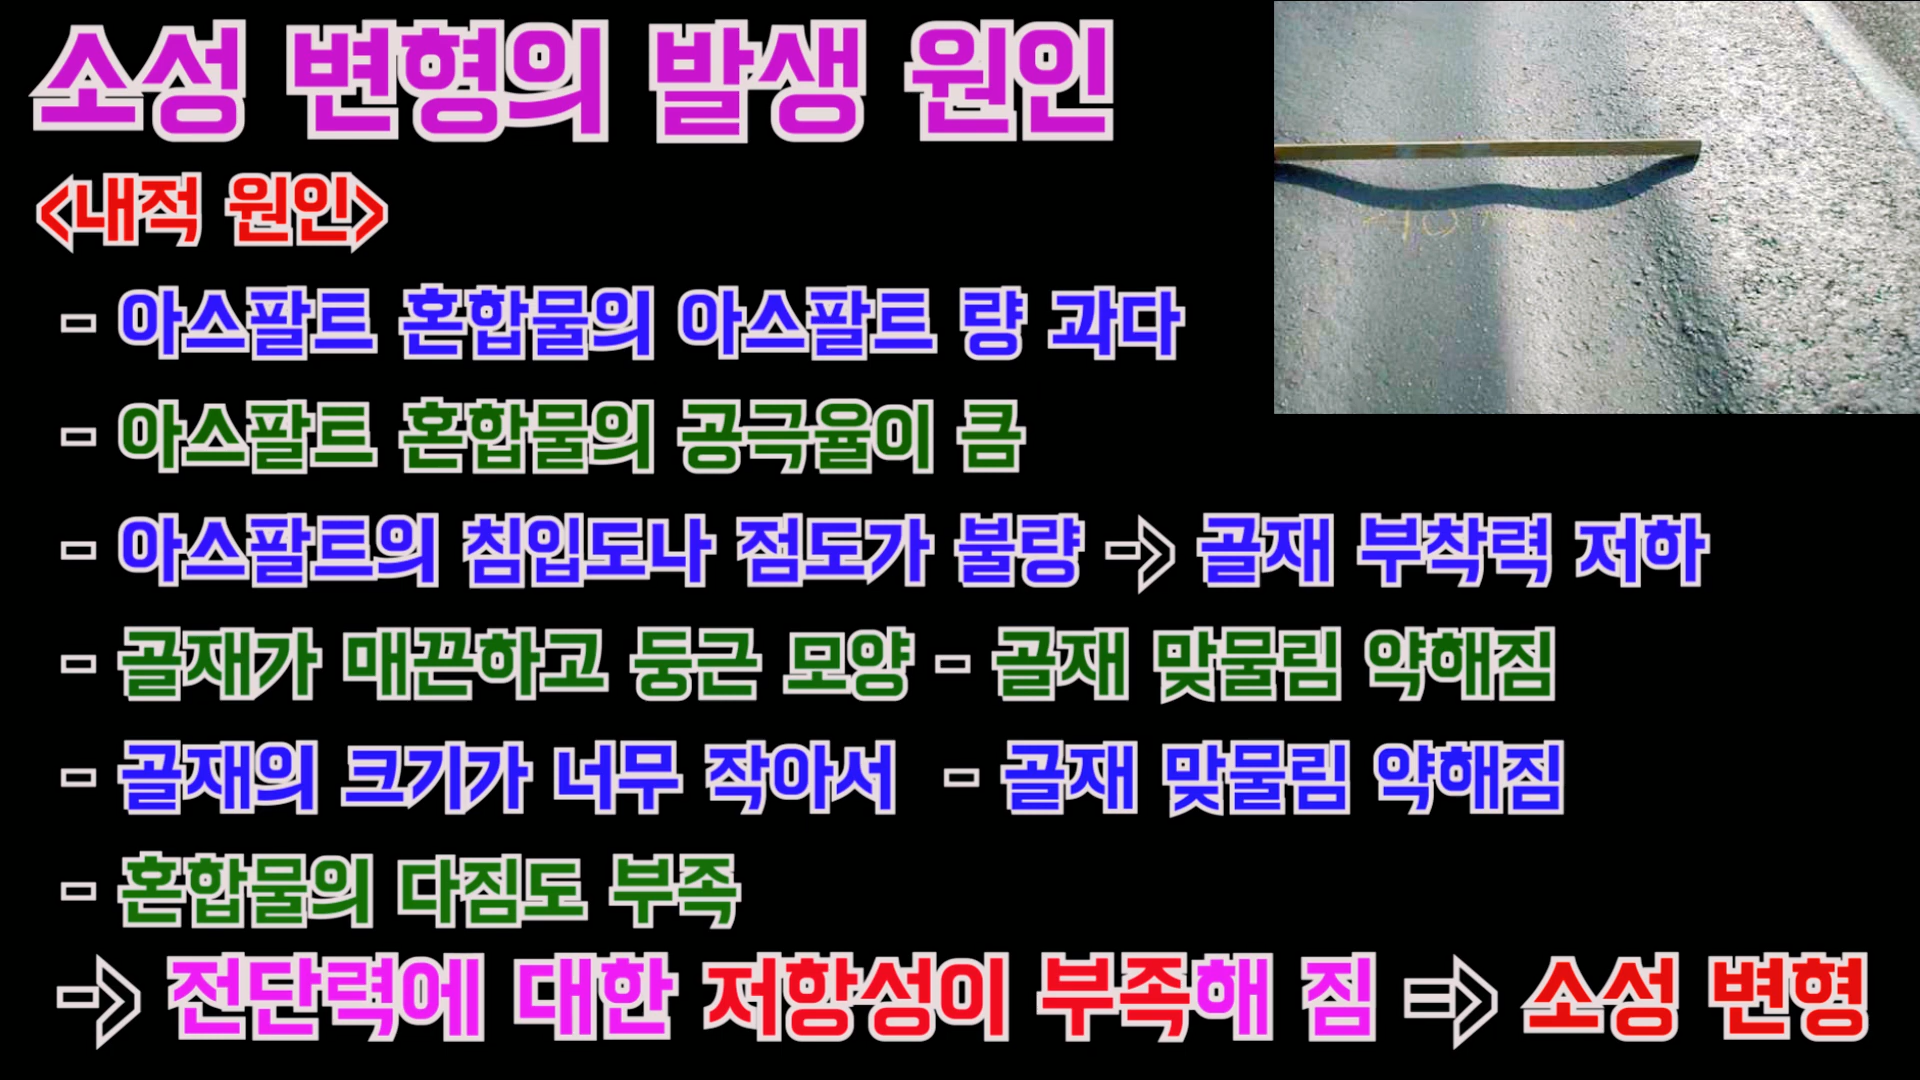 소성 변형의 발생 원인
<내적 원인>
- 아스팔트 혼합물의 아스팔트 량 과다
- 아스팔트 혼합물의 공극율이 큼
- 아스팔트의 침입도나 점도가 불량 → 골재 부착력 저하
- 골재가 매끈하고 둥근 모양 - 골재 맞물림 약해짐
- 골재의 크기가 너무 작아서 - 골재 맞물림 약해짐
- 혼합물의 다짐도 부족
→ 전단력에 대한 저항성이 부족해 짐 ⇒ 소성 변형